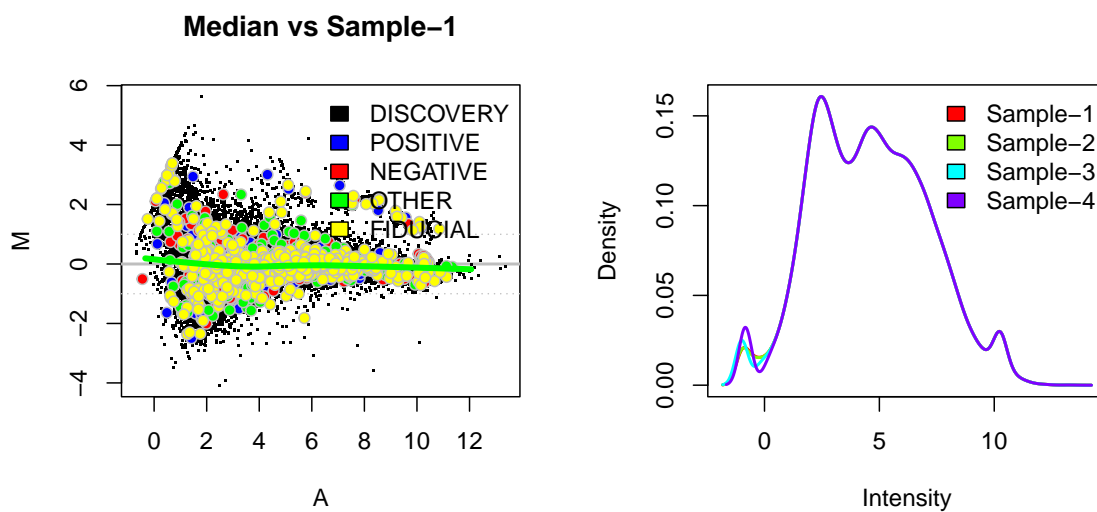 Median vs Sample−1
6
4
2
0
−2
−4
M
0 2 4 6 8 10 12
A
DISCOVERY
POSITIVE
NEGATIVE
OTHER
FIDUCIAL
0.15
0.10
0.05
0.00
Density
0 5 10
Intensity
Sample−1
Sample−2
Sample−3
Sample−4